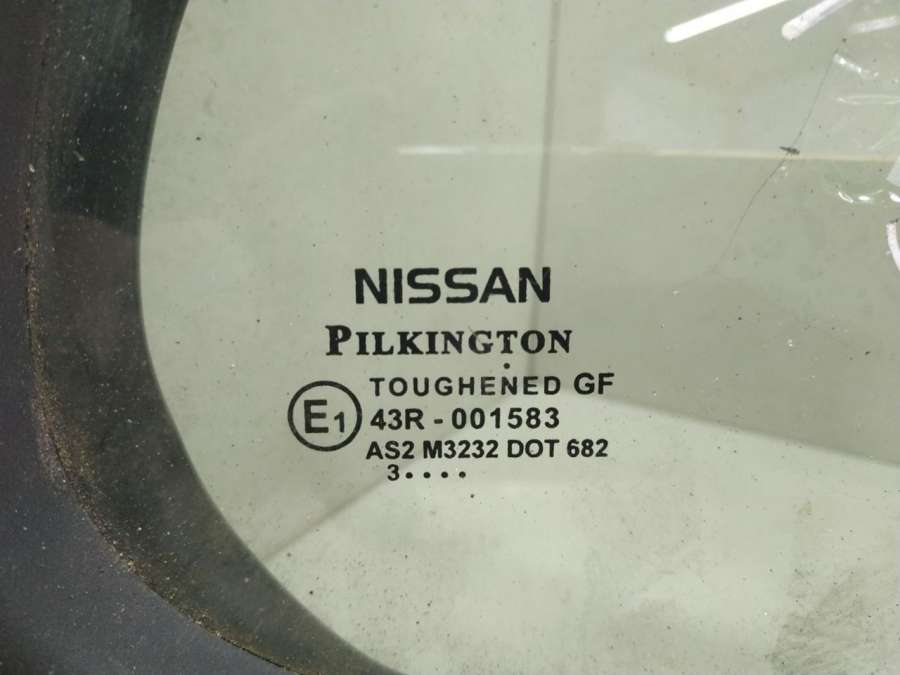 NISSAN
PILKINGTON
TOUGHENED GF
E1
43R - 001583
AS2 M3232 DOT 682
3....